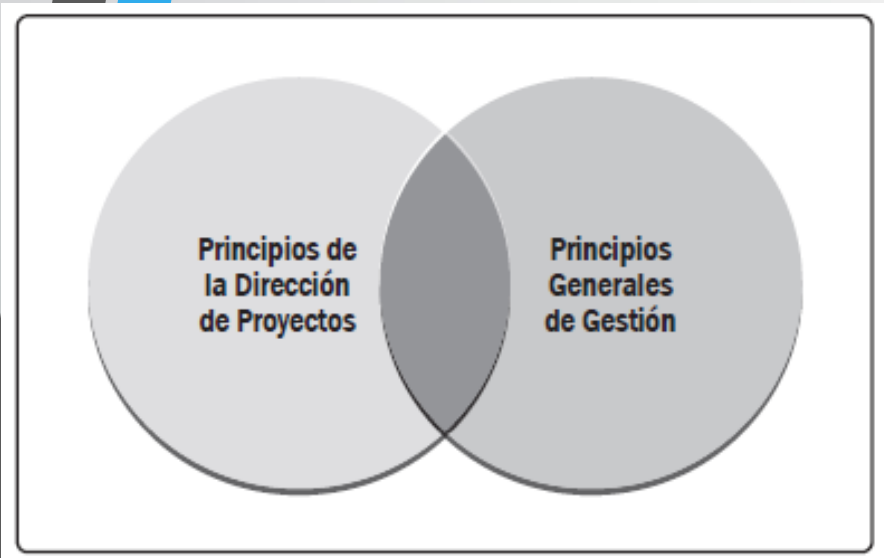 Principios de
la Dirección
de Proyectos
Principios
Generales
de Gestión